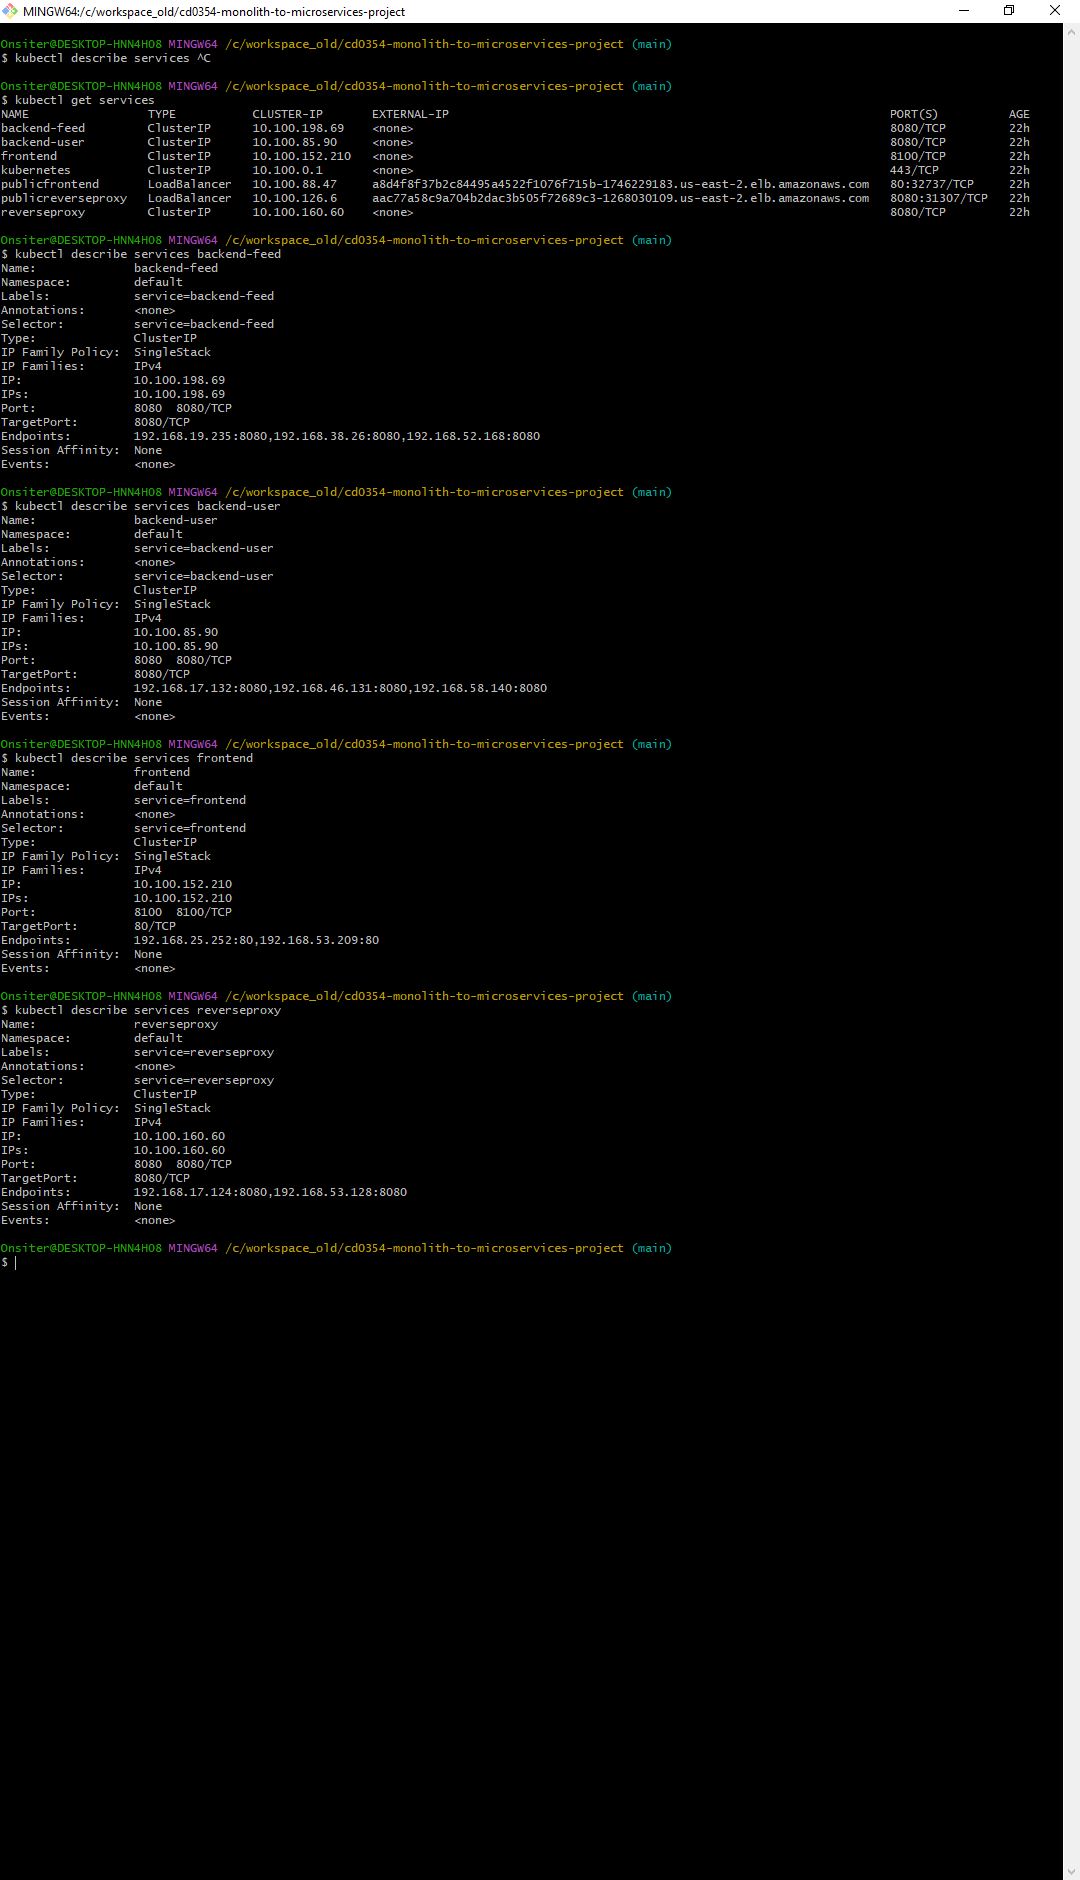 MINGW64:/c/workspace_old/cd0354-monolith-to-microservices-project
Onsiter@DESKTOP-HNN4HO8 MINGW64 /c/workspace_old/cd0354-monolith-to-microservices-project (main)
$ kubectl describe services ^C
Onsiter@DESKTOP-HNN4HO8 MINGW64 /c/workspace_old/cd0354-monolith-to-microservices-project (main)
$ kubectl get services
NAME TYPE CLUSTER-IP EXTERNAL-IP PORT(S) AGE
backend-feed ClusterIP 10.100.198.69 <none> 8080/TCP 22h
backend-user ClusterIP 10.100.85.90 <none> 8080/TCP 22h
frontend ClusterIP 10.100.152.210 <none> 8100/TCP 22h
kubernetes ClusterIP 10.100.0.1 <none> 443/TCP 22h
publicfrontend LoadBalancer 10.100.88.47 a8d4f8f37b2c84495a4522f1076f715b-1746229183.us-east-2.elb.amazonaws.com 80:32737/TCP 22h
publicreverseproxy LoadBalancer 10.100.126.6 aac77a58c9a704b2dac3b505f72689c3-1268030109.us-east-2.elb.amazonaws.com 8080:31307/TCP 22h
reverseproxy ClusterIP 10.100.160.60 <none> 8080/TCP 22h
Onsiter@DESKTOP-HNN4HO8 MINGW64 /c/workspace_old/cd0354-monolith-to-microservices-project (main)
$ kubectl describe services backend-feed
Name: backend-feed
Namespace: default
Labels: service=backend-feed
Annotations: <none>
Selector: service=backend-feed
Type: ClusterIP
IP Family Policy: SingleStack
IP Families: IPv4
IP: 10.100.198.69
IPs: 10.100.198.69
Port: 8080 8080/TCP
TargetPort: 8080/TCP
Endpoints: 192.168.19.235:8080,192.168.38.26:8080,192.168.52.168:8080
Session Affinity: None
Events: <none>
Onsiter@DESKTOP-HNN4HO8 MINGW64 /c/workspace_old/cd0354-monolith-to-microservices-project (main)
$ kubectl describe services backend-user
Name: backend-user
Namespace: default
Labels: service=backend-user
Annotations: <none>
Selector: service=backend-user
Type: ClusterIP
IP Family Policy: SingleStack
IP Families: IPv4
IP: 10.100.85.90
IPs: 10.100.85.90
Port: 8080 8080/TCP
TargetPort: 8080/TCP
Endpoints: 192.168.17.132:8080,192.168.46.131:8080,192.168.58.140:8080
Session Affinity: None
Events: <none>
Onsiter@DESKTOP-HNN4HO8 MINGW64 /c/workspace_old/cd0354-monolith-to-microservices-project (main)
$ kubectl describe services frontend
Name: frontend
Namespace: default
Labels: service=frontend
Annotations: <none>
Selector: service=frontend
Type: ClusterIP
IP Family Policy: SingleStack
IP Families: IPv4
IP: 10.100.152.210
IPs: 10.100.152.210
Port: 8100 8100/TCP
TargetPort: 80/TCP
Endpoints: 192.168.25.252:80,192.168.53.209:80
Session Affinity: None
Events: <none>
Onsiter@DESKTOP-HNN4HO8 MINGW64 /c/workspace_old/cd0354-monolith-to-microservices-project (main)
$ kubectl describe services reverseproxy
Name: reverseproxy
Namespace: default
Labels: service=reverseproxy
Annotations: <none>
Selector: service=reverseproxy
Type: ClusterIP
IP Family Policy: SingleStack
IP Families: IPv4
IP: 10.100.160.60
IPs: 10.100.160.60
Port: 8080 8080/TCP
TargetPort: 8080/TCP
Endpoints: 192.168.17.124:8080,192.168.53.128:8080
Session Affinity: None
Events: <none>
Onsiter@DESKTOP-HNN4HO8 MINGW64 /c/workspace_old/cd0354-monolith-to-microservices-project (main)
$